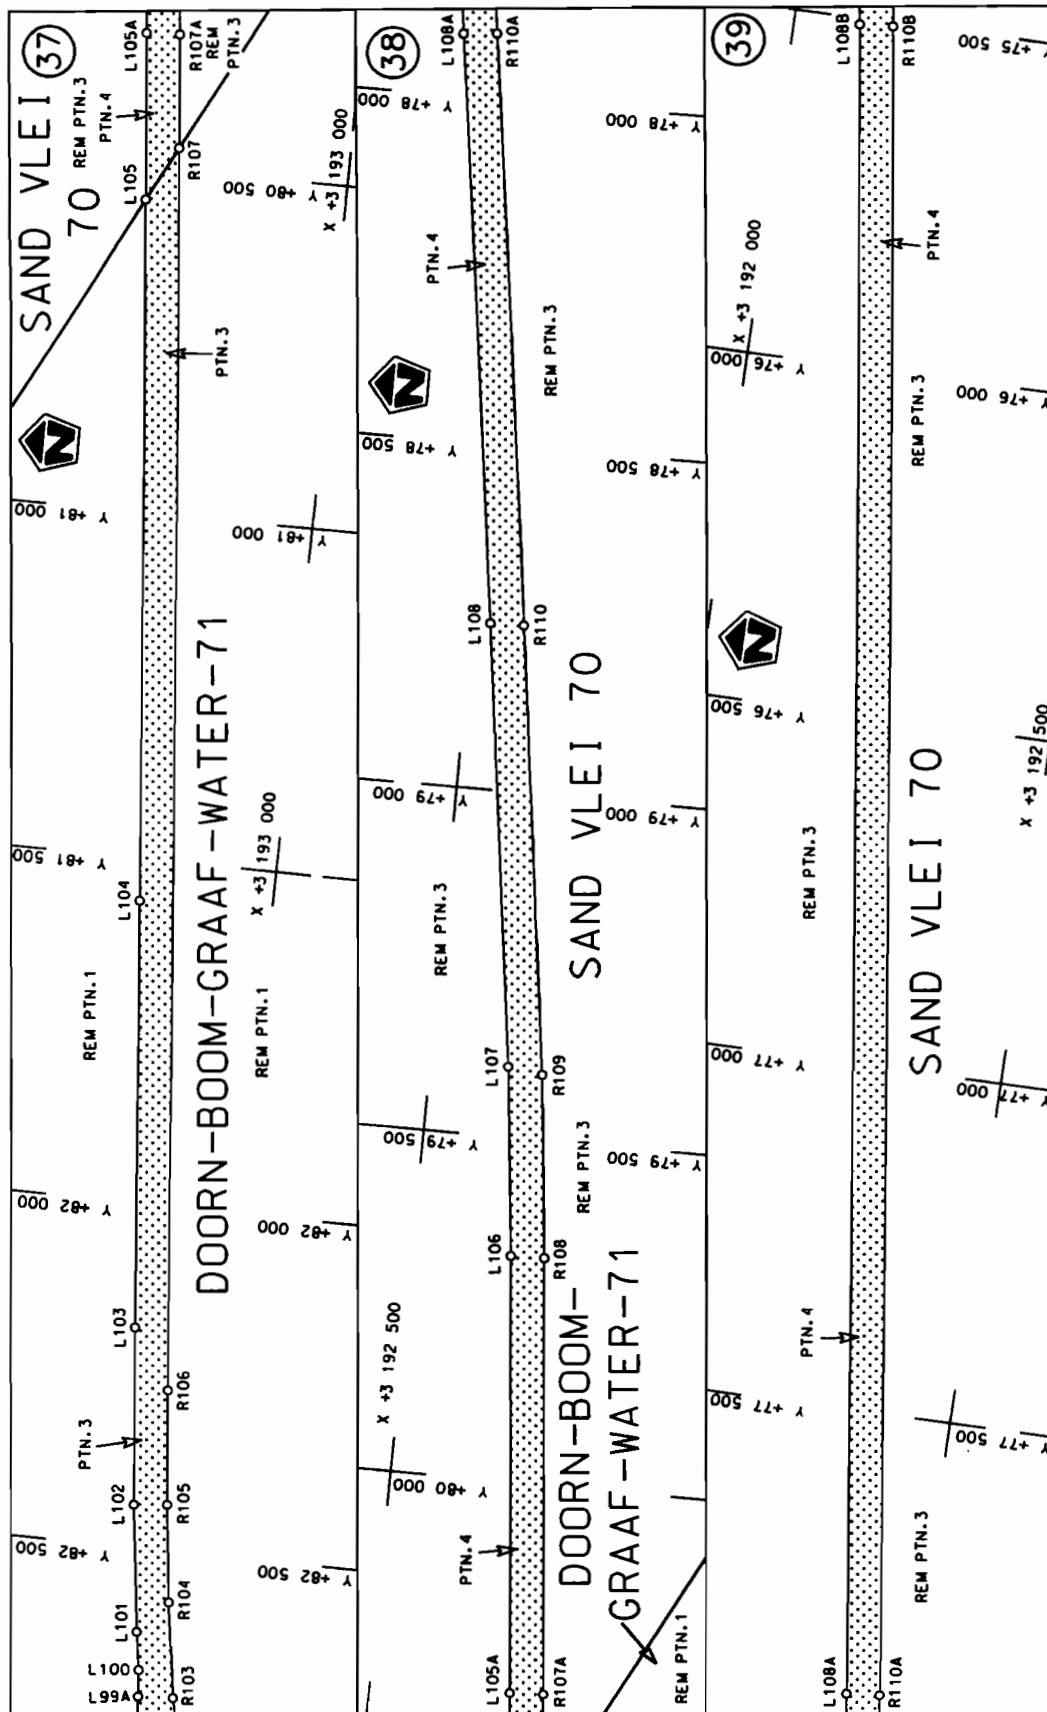 37
SAND VLEI
70
REM PTN.3
PTN.4
L105A
R107A
REM
PTN.3
L105
R107
PTN.3
N
Y +80 500
X +3 193 000
Y +81 000
Y +81 000
Y +81 500
L104
REM PTN.1
DOORN-BOOM-GRAAF-WATER-71
X +3 193 000
REM PTN.1
Y +82 000
Y +82 000
L103
R106
PTN.3
L102
R105
Y +82 500
Y +82 500
L101
R104
L100
L99A
R103
38
L108A
R110A
Y +78 000
Y +78 000
PTN.4
REM PTN.3
N
Y +78 500
Y +78 500
L108
R110
SAND VLEI 70
Y +79 000
Y +79 000
REM PTN.3
L107
R109
Y +79 500
Y +79 500
REM PTN.3
L106
R108
X +3 192 500
Y +80 000
DOORN-BOOM-
GRAAF-WATER-71
PTN.4
L105A
R107A
REM PTN.1
39
L108B
R110B
Y +75 500
PTN.4
X +3 192 000
Y +76 000
Y +76 000
REM PTN.3
N
Y +76 500
X +3 192 500
REM PTN.3
SAND VLEI 70
Y +77 000
Y +77 000
PTN.4
Y +77 500
Y +77 500
REM PTN.3
L108A
R110A